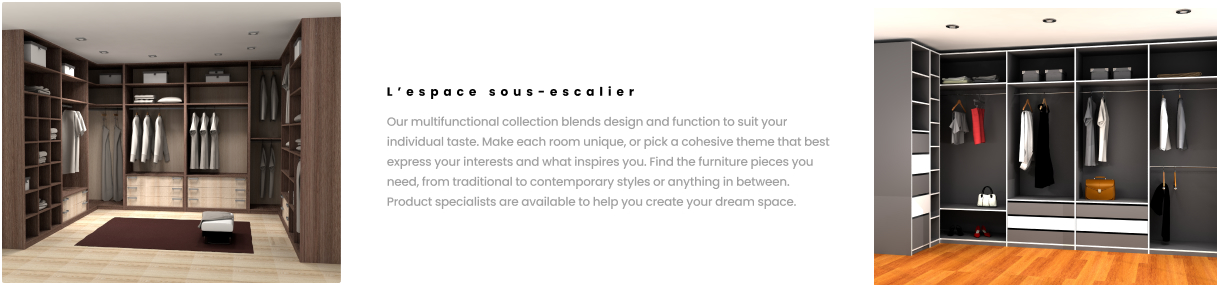 L'espace sous-escalier
Our multifunctional collection blends design and function to suit your
individual taste. Make each room unique, or pick a cohesive theme that best
express your interests and what inspires you. Find the furniture pieces you
need, from traditional to contemporary styles or anything in between.
Product specialists are available to help you create your dream space.